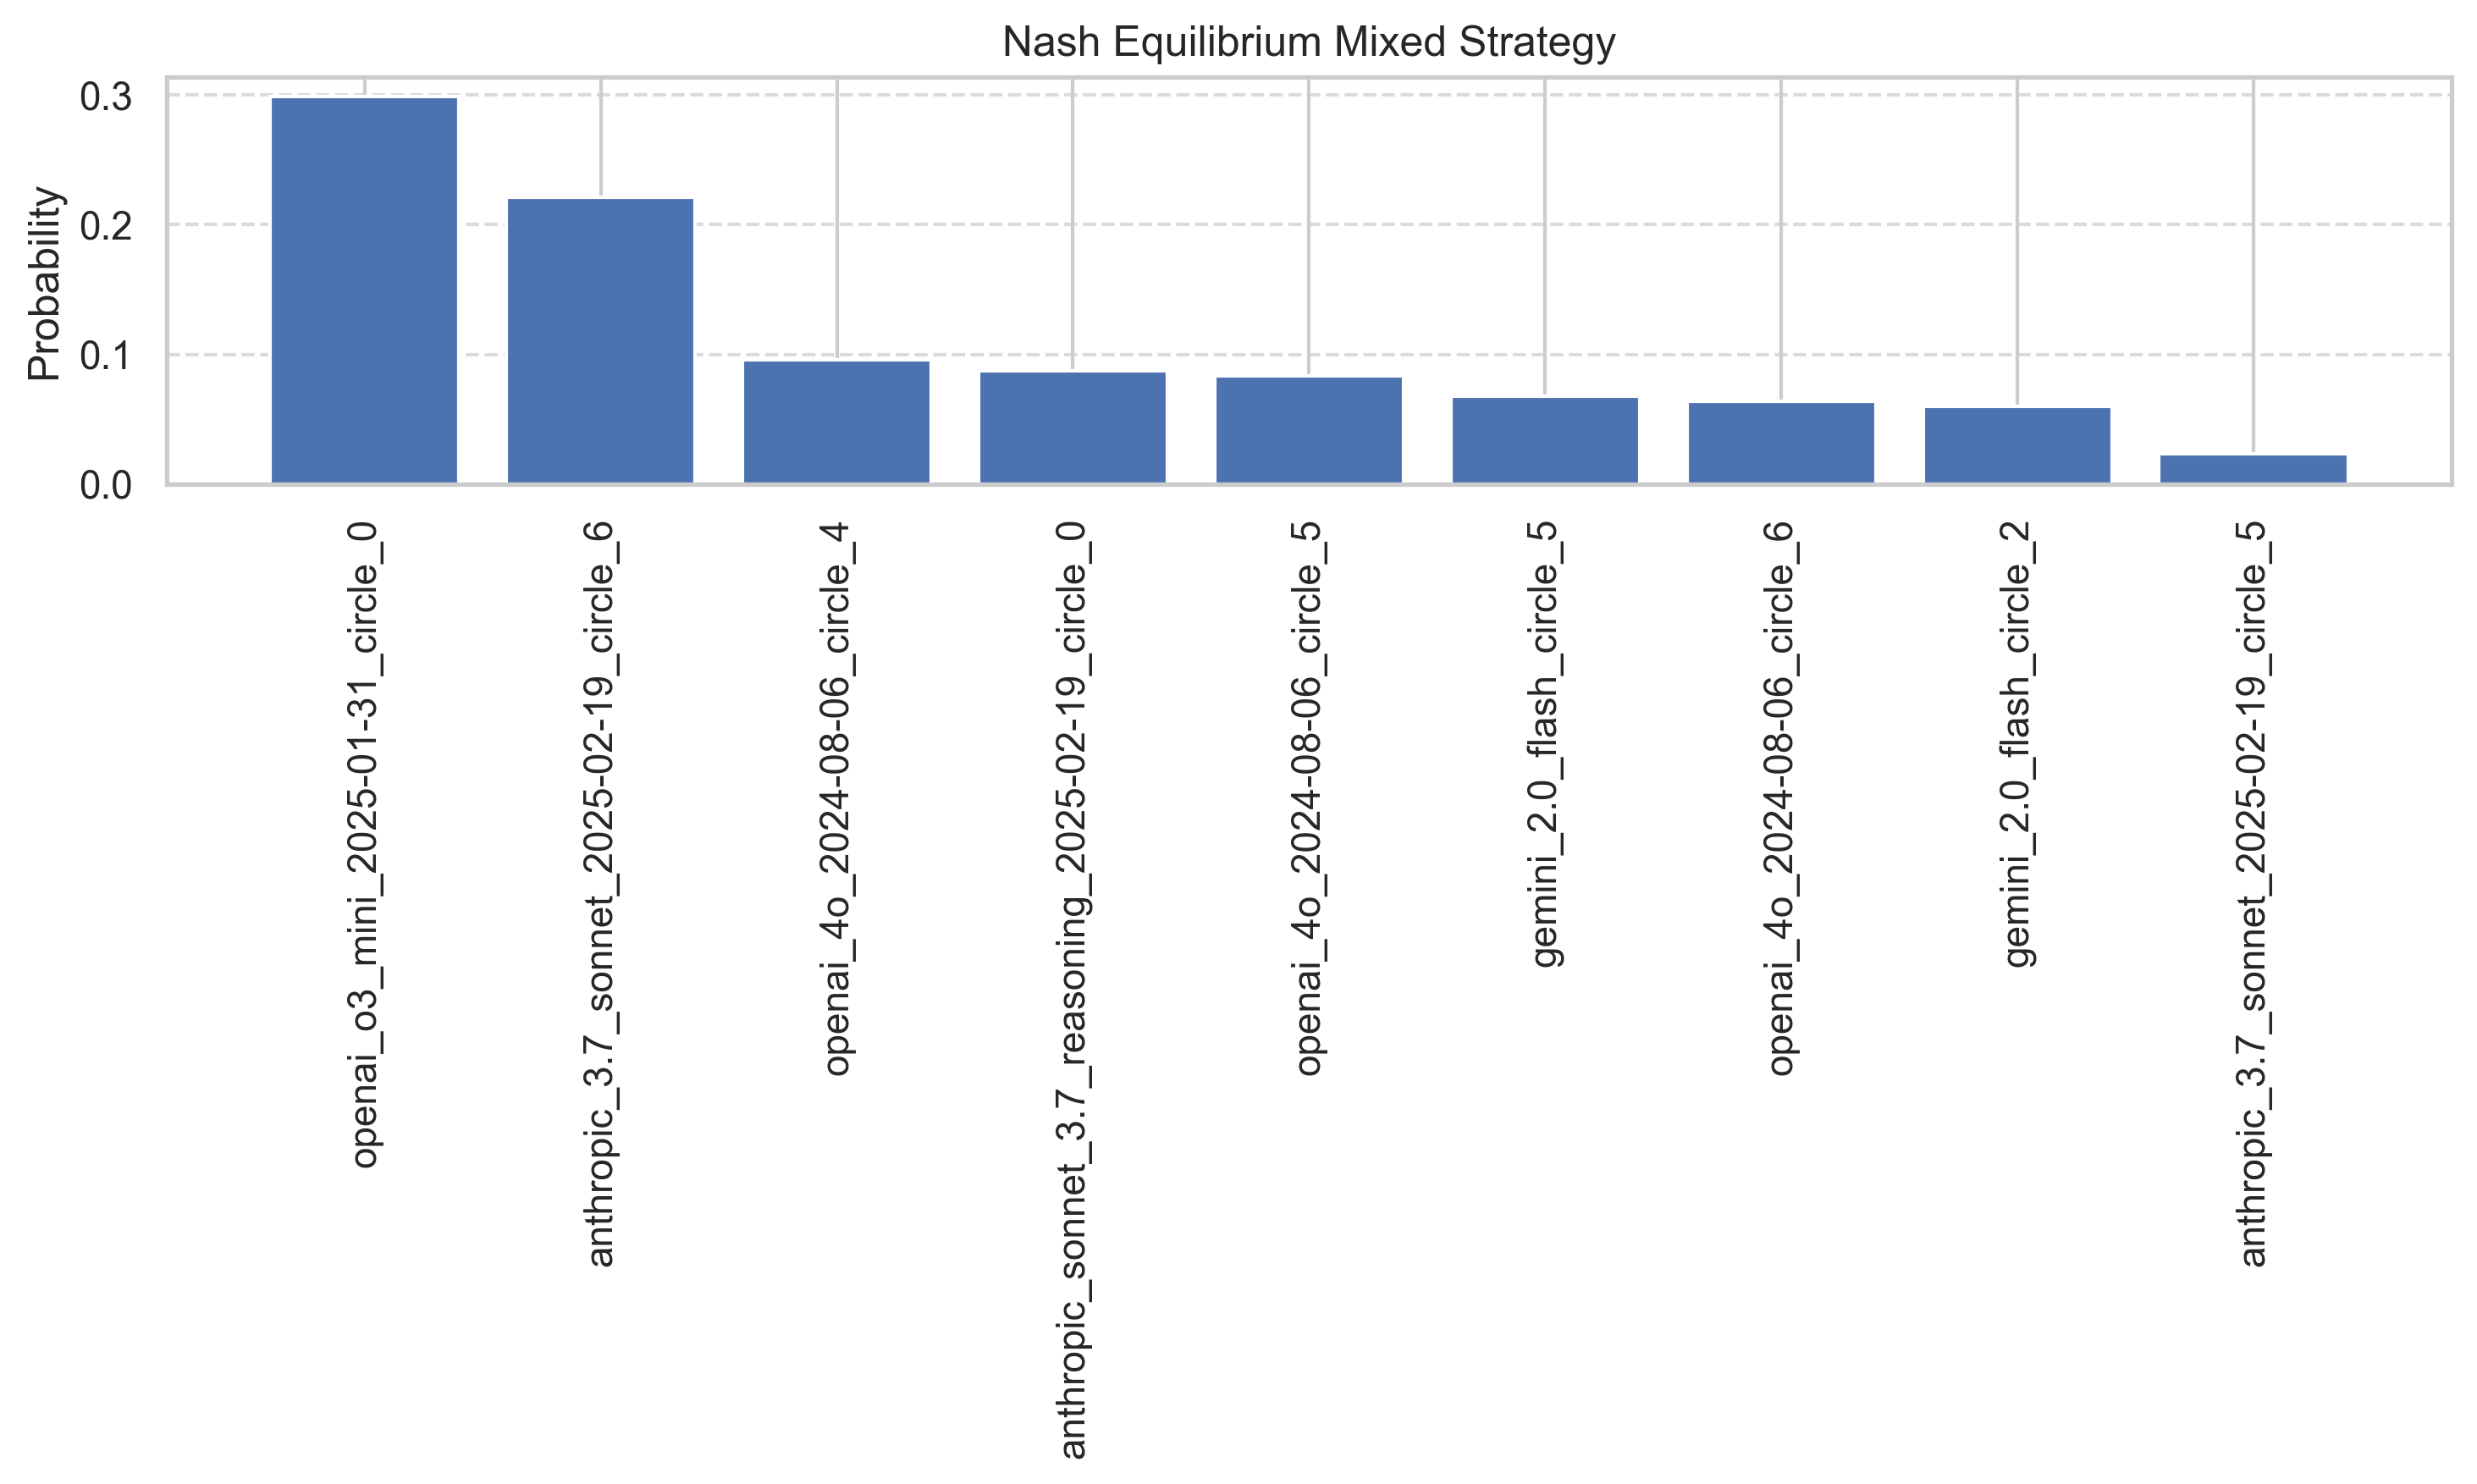 Nash Equilibrium Mixed Strategy
Probability
0.3
0.2
0.1
0.0
openai_o3_mini_2025-01-31_circle_0
anthropic_3.7_sonnet_2025-02-19_circle_6
openai_4o_2024-08-06_circle_4
anthropic_sonnet_3.7_reasoning_2025-02-19_circle_0
openai_4o_2024-08-06_circle_5
gemini_2.0_flash_circle_5
openai_4o_2024-08-06_circle_6
gemini_2.0_flash_circle_2
anthropic_3.7_sonnet_2025-02-19_circle_5